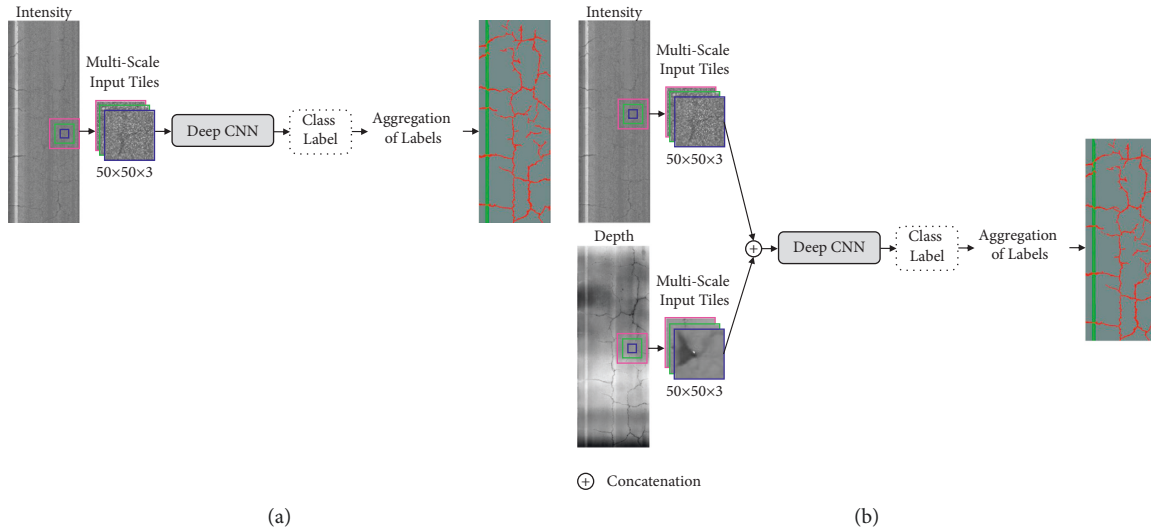 Intensity
Multi-Scale
Input Tiles
50×50×3
Deep CNN
Class
Label
Aggregation
of Labels
(a)
Intensity
Multi-Scale
Input Tiles
50×50×3
Depth
Multi-Scale
Input Tiles
50×50×3
+
Deep CNN
Class
Label
Aggregation
of Labels
+ Concatenation
(b)